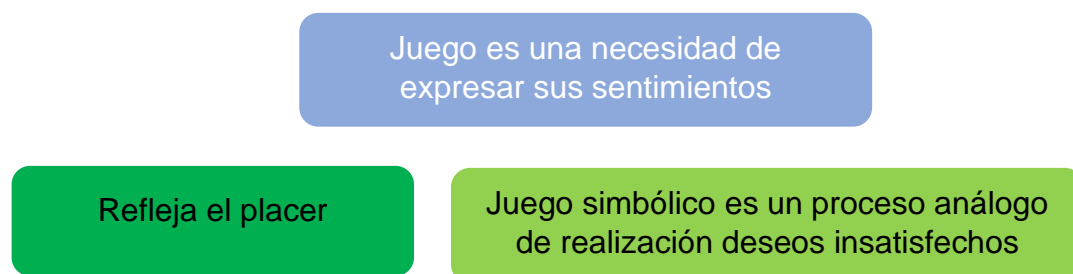 Juego es una necesidad de
expresar sus sentimientos
Refleja el placer
Juego simbólico es un proceso análogo
de realización deseos insatisfechos